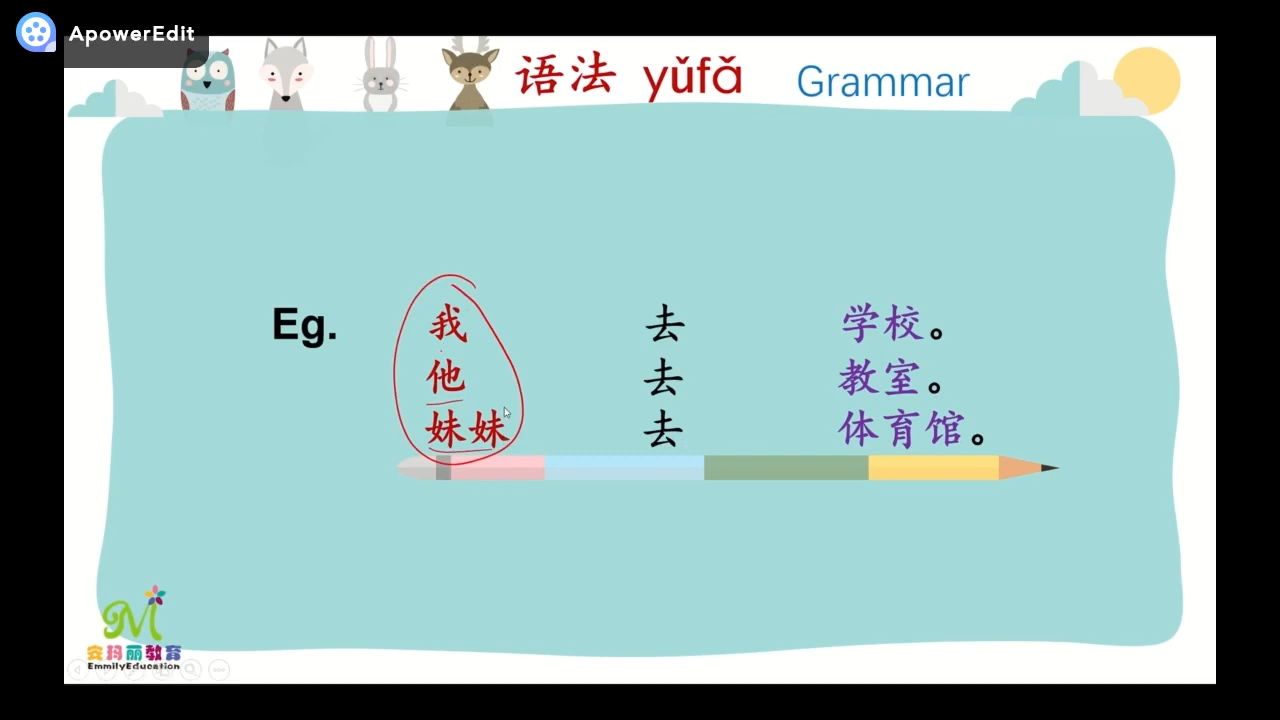 ApowerEdit
语法 yǔfǎ Grammar
Eg. 我 去 学校。
他 去 教室。
妹妹 去 体育馆。
M
安玛丽教育
EmmilyEducation